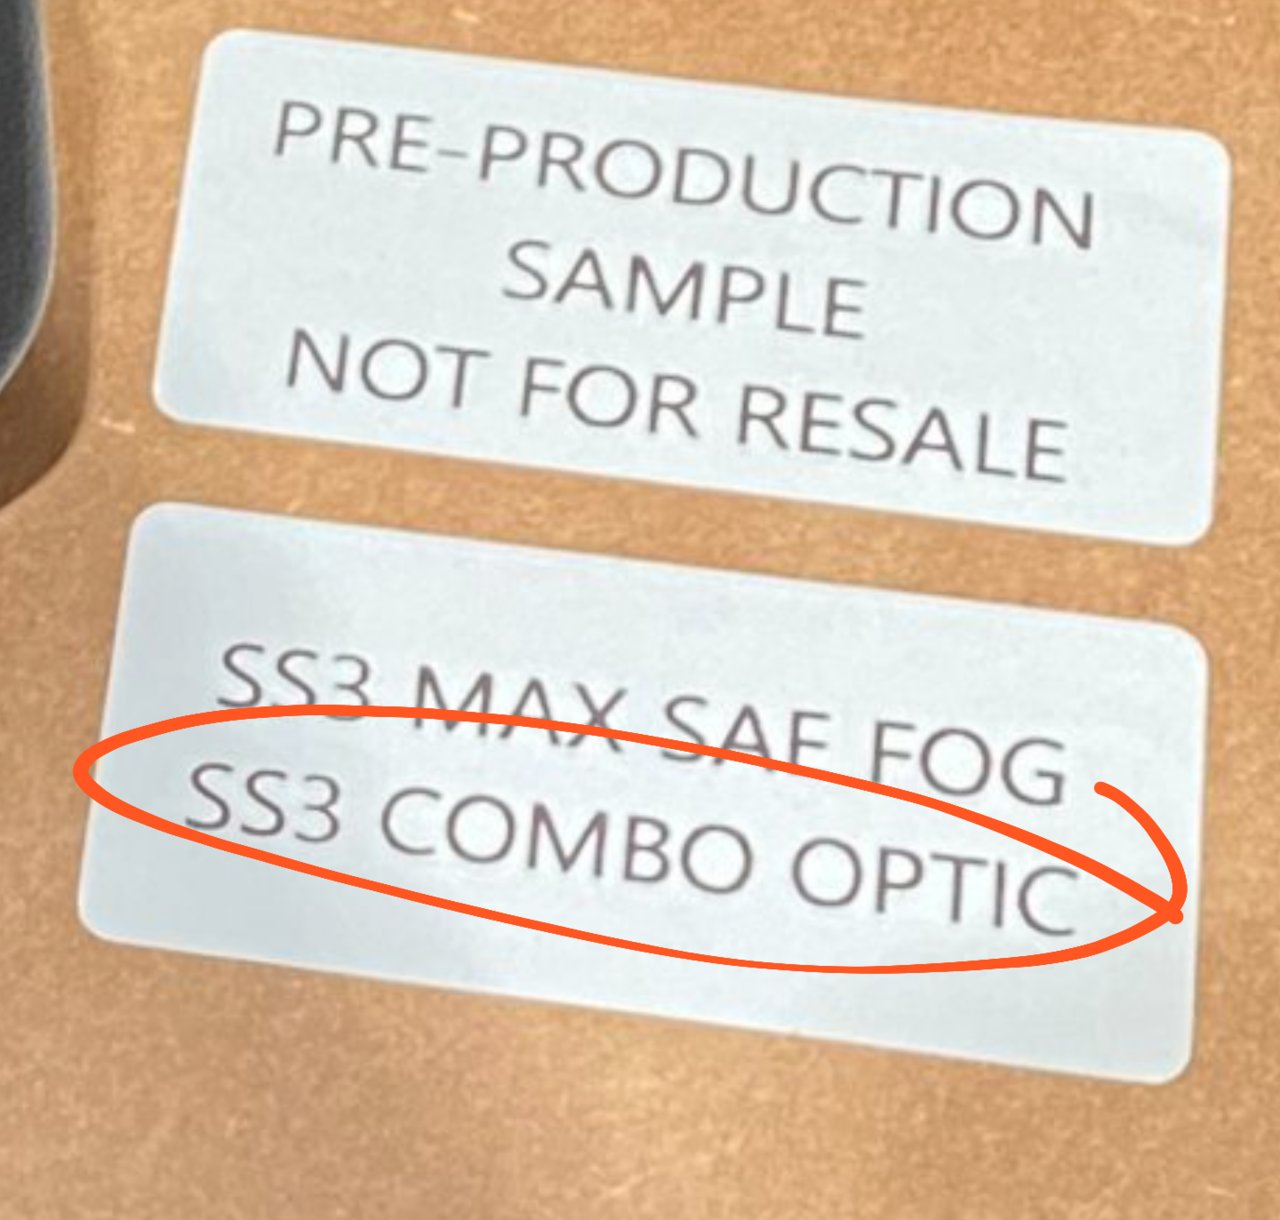 PRE-PRODUCTION
SAMPLE
NOT FOR RESALE
SS3 MAX SAE FOG
SS3 COMBO OPTIC